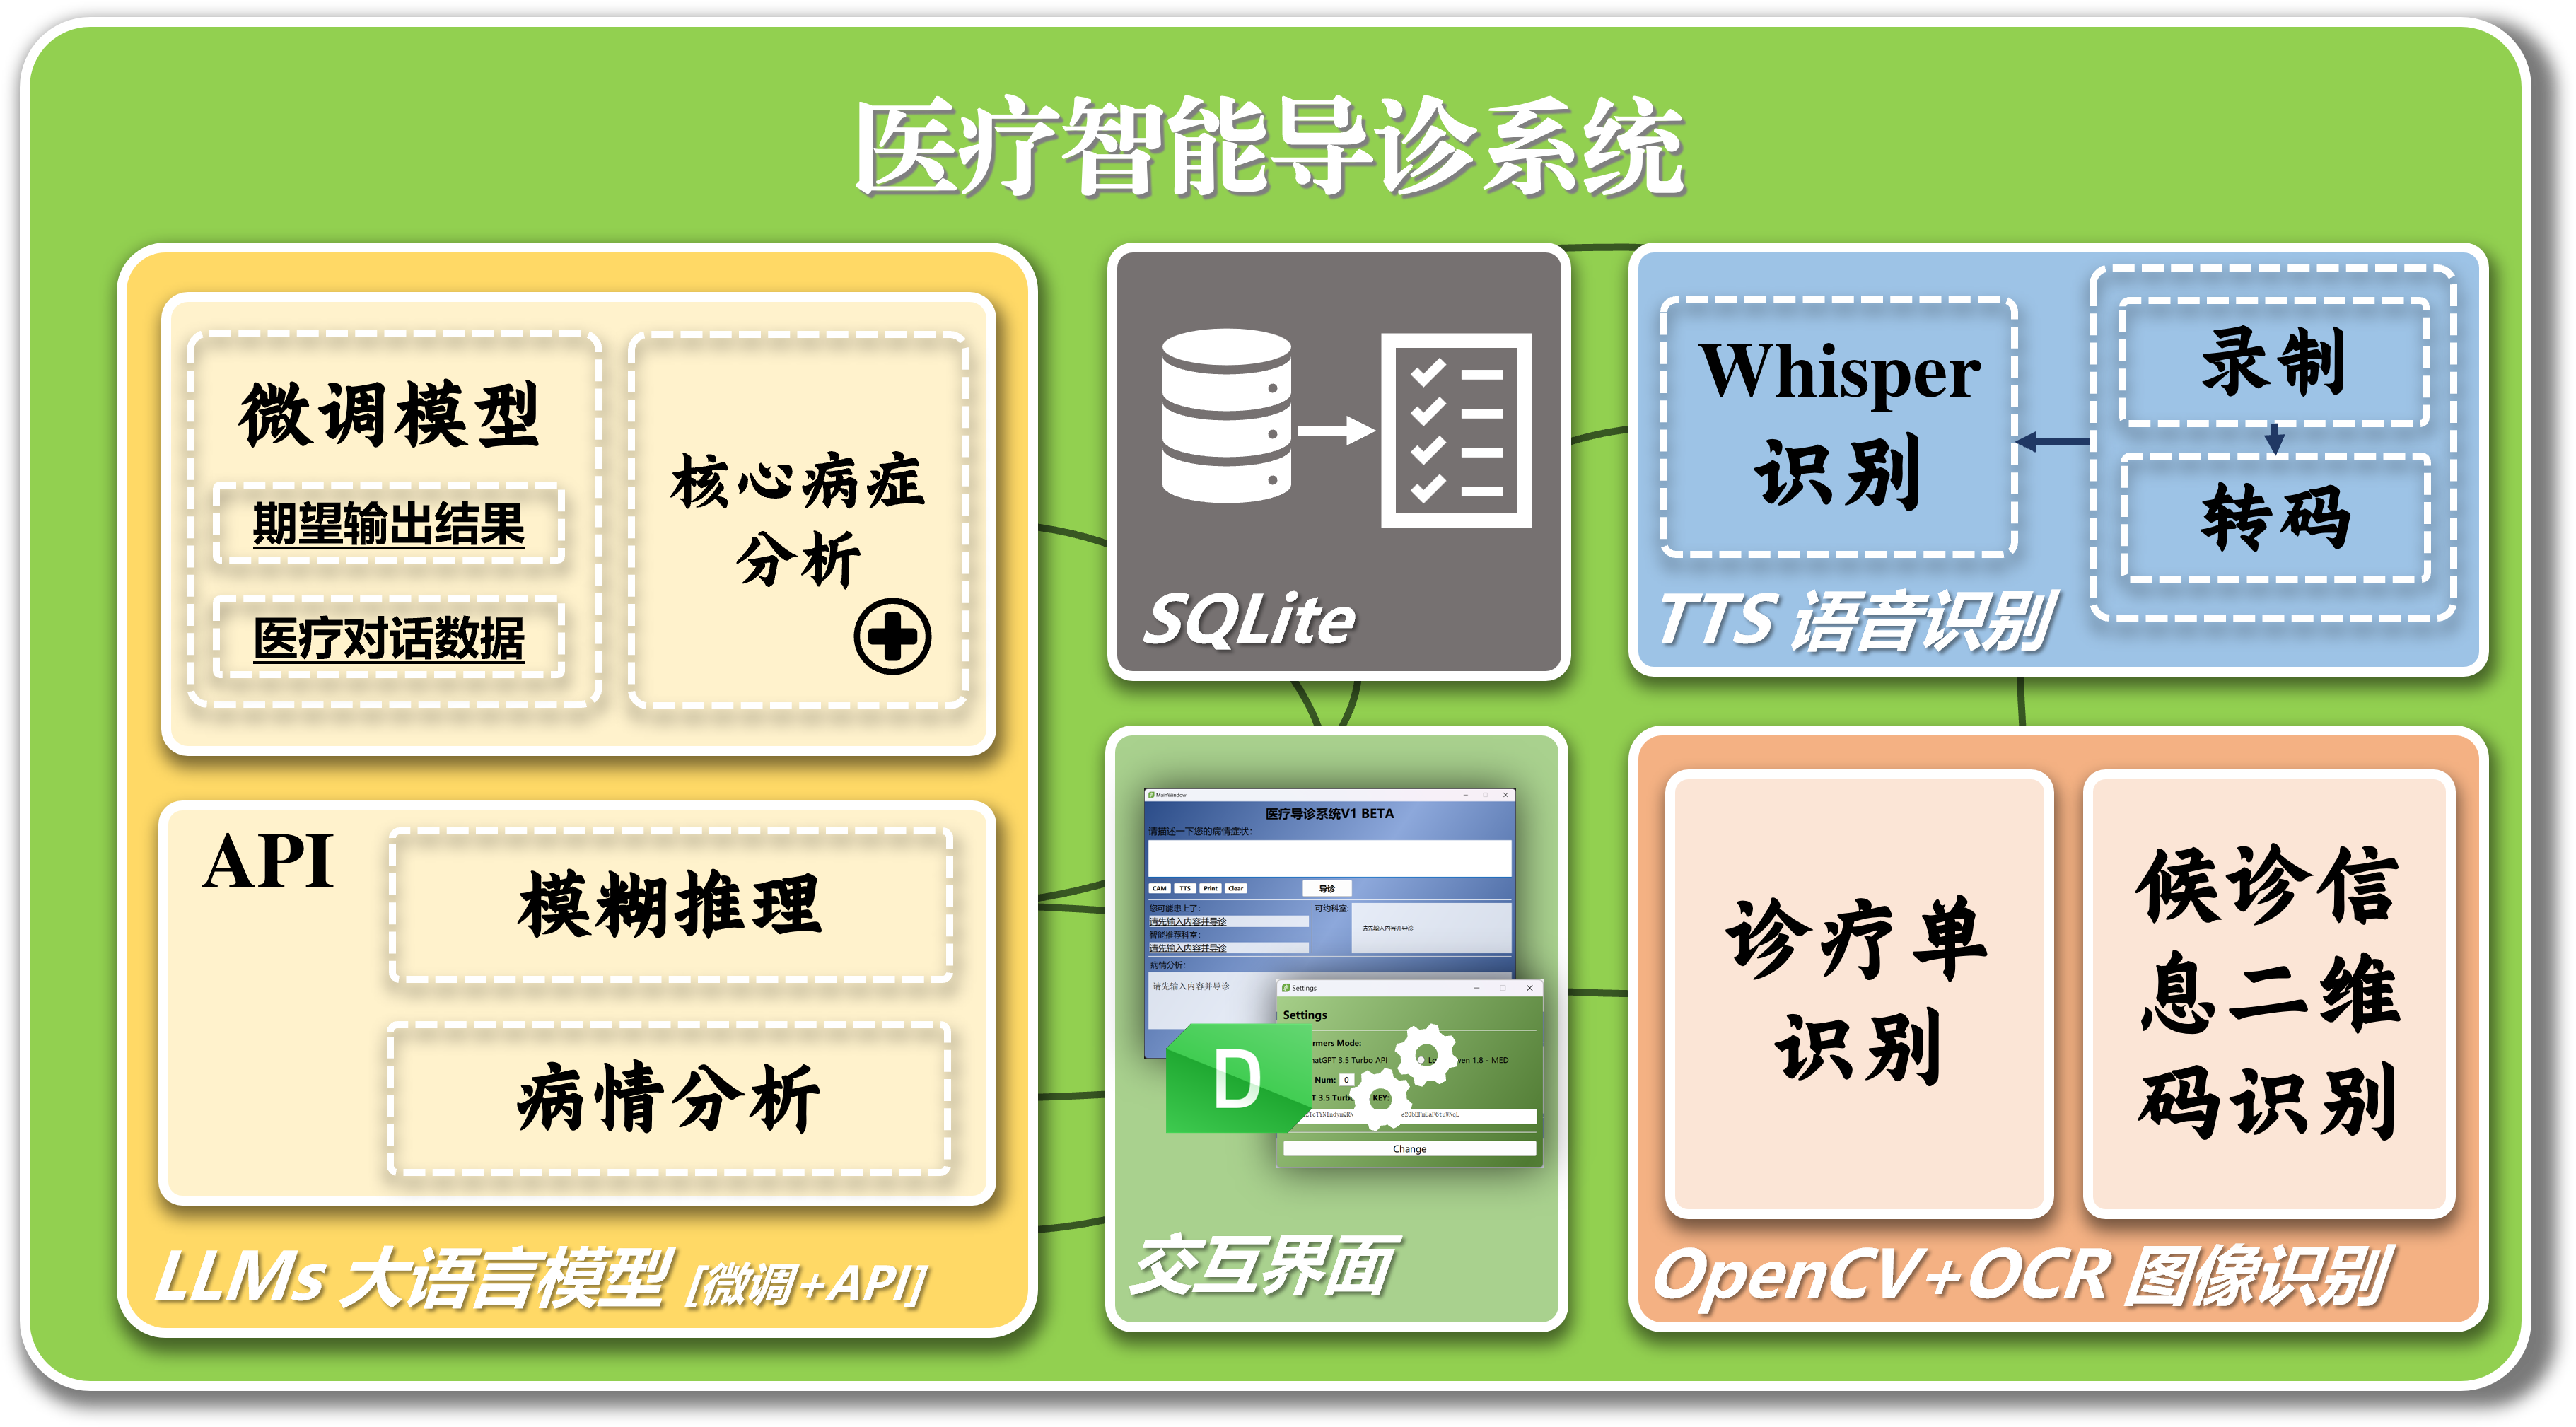 医疗智能导诊系统
微调模型
期望输出结果
医疗对话数据
核心病症
分析
API
模糊推理
病情分析
LLMs 大语言模型 [微调+API]
SQLite
MainWindow
医疗导诊系统V1 BETA
请描述一下您的病情症状:
CAM TTS Print Clear 导诊
您可能患上了:
请先输入内容并导诊
智能推荐科室:
请先输入内容并导诊
可约科室:
请先输入内容并导诊
病情分析:
请先输入内容并导诊
Settings
Settings
rmers Mode:
atGPT 3.5 Turbo API
ven 1.8 - MED
Num: 0
T 3.5 Turb
KEY:
Change
D
交互界面
Whisper
识别
录制
转码
TTS 语音识别
诊疗单
识别
候诊信
息二维
码识别
OpenCV+OCR 图像识别